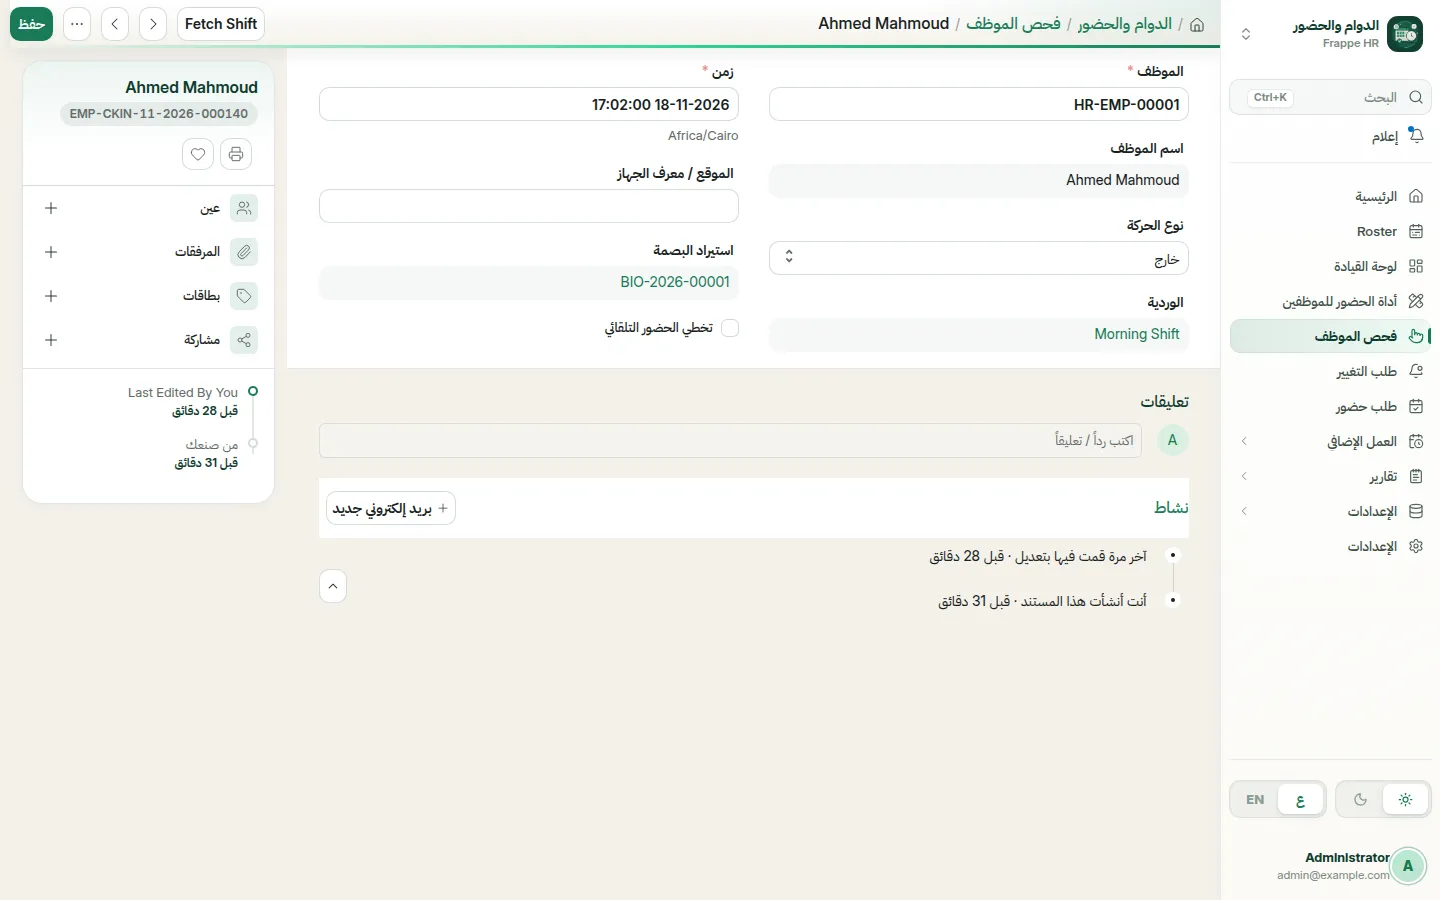 الدوام والحضور
Frappe HR
البحث
Ctrl+K
إعلام
الرئيسية
Roster
لوحة القيادة
أداة الحضور للموظفين
فحص الموظف
طلب التغيير
طلب حضور
العمل الإضافي
تقارير
الإعدادات
الإعدادات
ع
EN
Administrator
admin@example.com
A
الدوام والحضور / فحص الموظف / Ahmed Mahmoud
Fetch Shift
حفظ
الموظف *
HR-EMP-00001
اسم الموظف
Ahmed Mahmoud
نوع الحركة
خارج
الوردية
Morning Shift
زمن *
18-11-2026 17:02:00
Africa/Cairo
الموقع / معرف الجهاز
استيراد البصمة
BIO-2026-00001
تخطي الحضور التلقائي
تعليقات
A
اكتب رداً / تعليقاً
نشاط
بريد إلكتروني جديد
آخر مرة قمت فيها بتعديل · قبل 28 دقائق
أنت أنشأت هذا المستند · قبل 31 دقائق
Ahmed Mahmoud
EMP-CKIN-11-2026-000140
عين
المرفقات
بطاقات
مشاركة
Last Edited By You
قبل 28 دقائق
من صنعك
قبل 31 دقائق